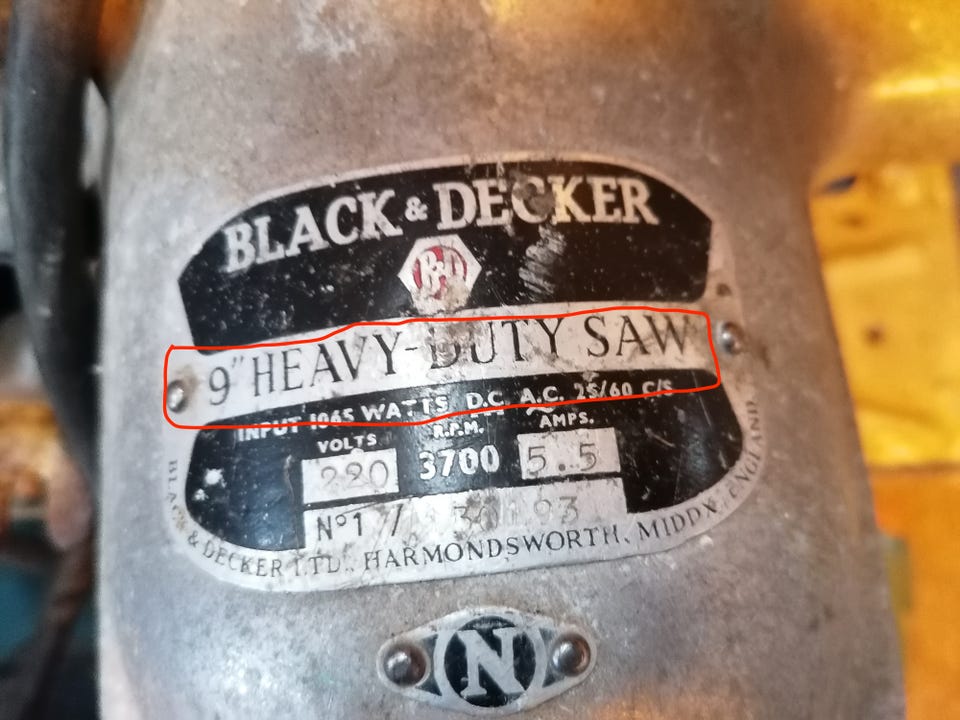 BLACK & DECKER
B&D
9" HEAVY-DUTY SAW
INPUT 1065 WATTS D.C. A.C. 25/60 C/S
VOLTS R.P.M. AMPS.
220 3700 5.5
Nº1 /
BLACK & DECKER LTD., HARMONDSWORTH, MIDDX, ENGLAND
N